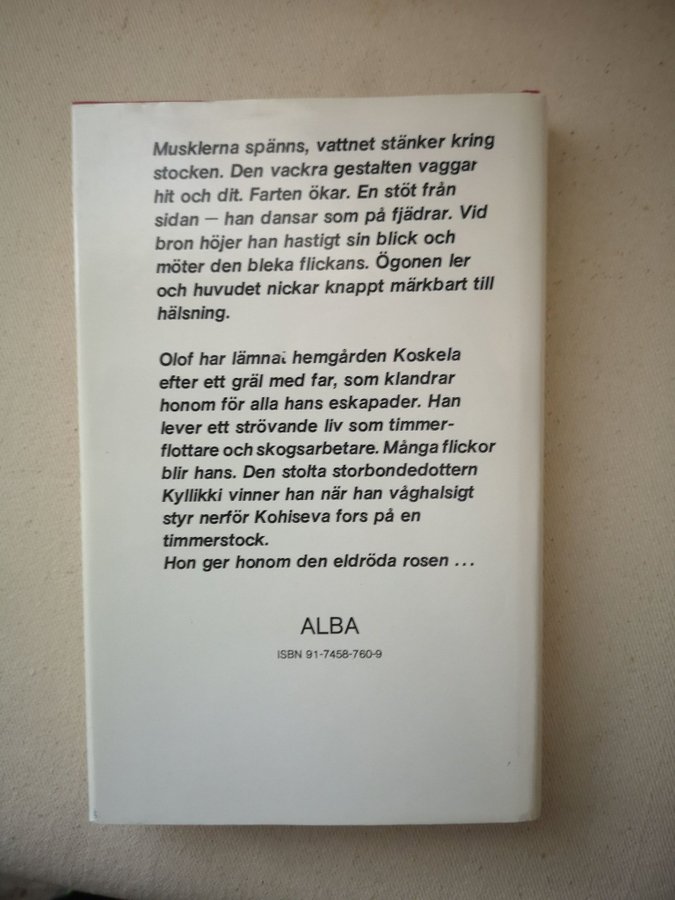 Musklerna spänns, vattnet stänker kring
stocken. Den vackra gestalten vaggar
hit och dit. Farten ökar. En stöt från
sidan — han dansar som på fjädrar. Vid
bron höjer han hastigt sin blick och
möter den bleka flickans. Ögonen ler
och huvudet nickar knappt märkbart till
hälsning.
Olof har lämnat hemgården Koskela
efter ett gräl med far, som klandrar
honom för alla hans eskapader. Han
lever ett strövande liv som timmer-
flottare och skogsarbetare. Många flickor
blir hans. Den stolta storbondedottern
Kyllikki vinner han när han våghalsigt
styr nerför Kohiseva fors på en
timmerstock.
Hon ger honom den eldröda rosen ...
ALBA
ISBN 91-7458-760-9